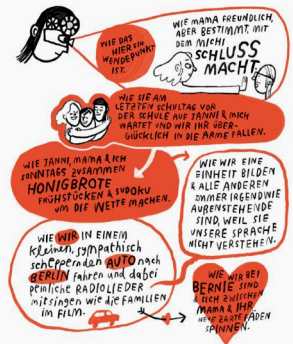 WIE DAS
HIER EIN
WENDEPUNKT
IST.
WIE MAMA FREUNDLICH,
ABER BESTIMMT, MIT
DEM MICHI
SCHLUSS
MACHT.
WIE SIE AM
LETZTEN SCHULTAG VOR
DER SCHULE AUF JANNI & MICH
WARTET UND WIR IHR ÜBER-
GLÜCKLICH IN DIE ARME FALLEN.
WIE JANNI, MAMA & ICH
SONNTAGS ZUSAMMEN
HONIGBROTE
FRÜHSTÜCKEN & SUDOKU
UM DIE WETTE MACHEN.
WIE WIR EINE
EINHEIT BILDEN
& ALLE ANDEREN
IMMER IRGENDWIE
AUßENSTEHENDE
SIND, WEIL SIE
UNSERE SPRACHE
NICHT VERSTEHEN.
WIE WIR IN EINEM
kleinen, sympathisch
scheppernden AUTO nach
BERLIN fahren und dabei
peinliche RADIOLIEDER
mitsingen wie die FAMILIEN
IM FILM.
WIE WIR BEI
BERNIE SIND
& SICH ZWISCHEN
MAMA & IHR
NEUE ZARTE FÄDEN
SPINNEN.